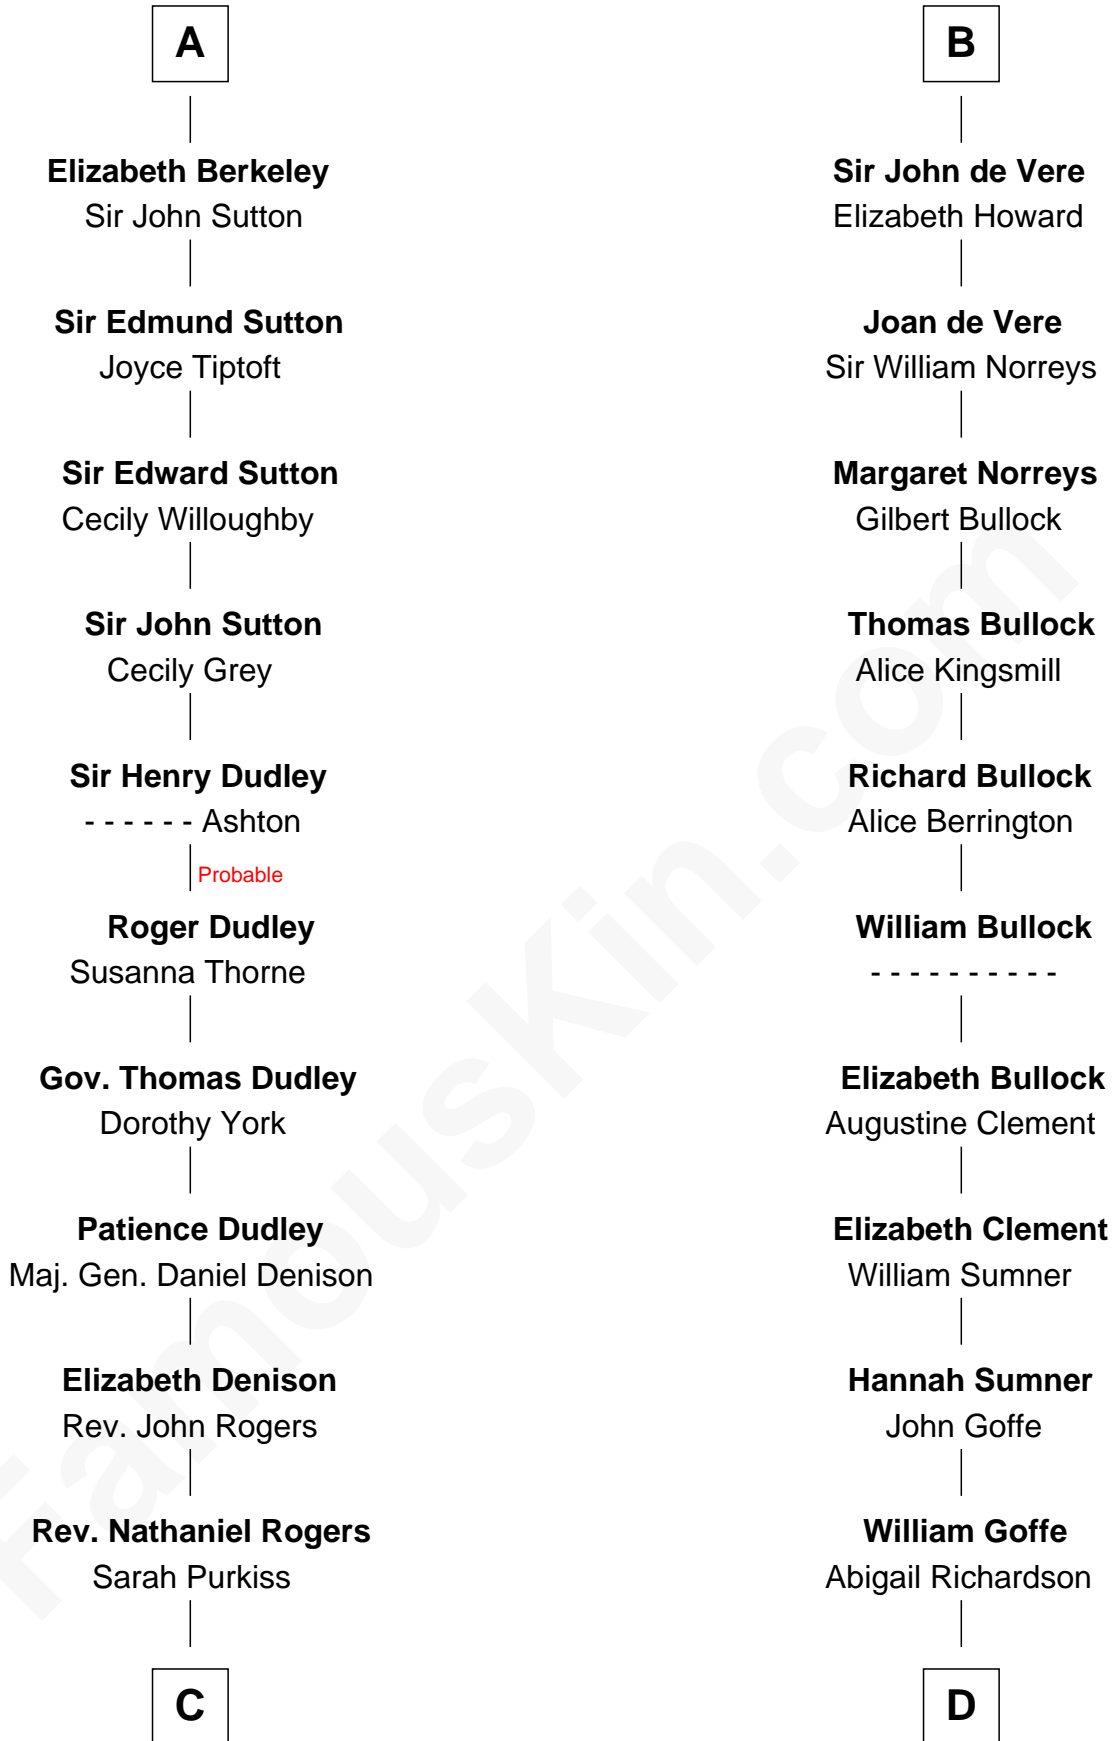 A
Elizabeth Berkeley
Sir John Sutton
Sir Edmund Sutton
Joyce Tiptoft
Sir Edward Sutton
Cecily Willoughby
Sir John Sutton
Cecily Grey
Sir Henry Dudley
- - - - - - Ashton
Probable
Roger Dudley
Susanna Thorne
Gov. Thomas Dudley
Dorothy York
Patience Dudley
Maj. Gen. Daniel Denison
Elizabeth Denison
Rev. John Rogers
Rev. Nathaniel Rogers
Sarah Purkiss
C
B
Sir John de Vere
Elizabeth Howard
Joan de Vere
Sir William Norreys
Margaret Norreys
Gilbert Bullock
Thomas Bullock
Alice Kingsmill
Richard Bullock
Alice Berrington
William Bullock
- - - - - - - - - -
Elizabeth Bullock
Augustine Clement
Elizabeth Clement
William Sumner
Hannah Sumner
John Goffe
William Goffe
Abigail Richardson
D
FamousKin.com